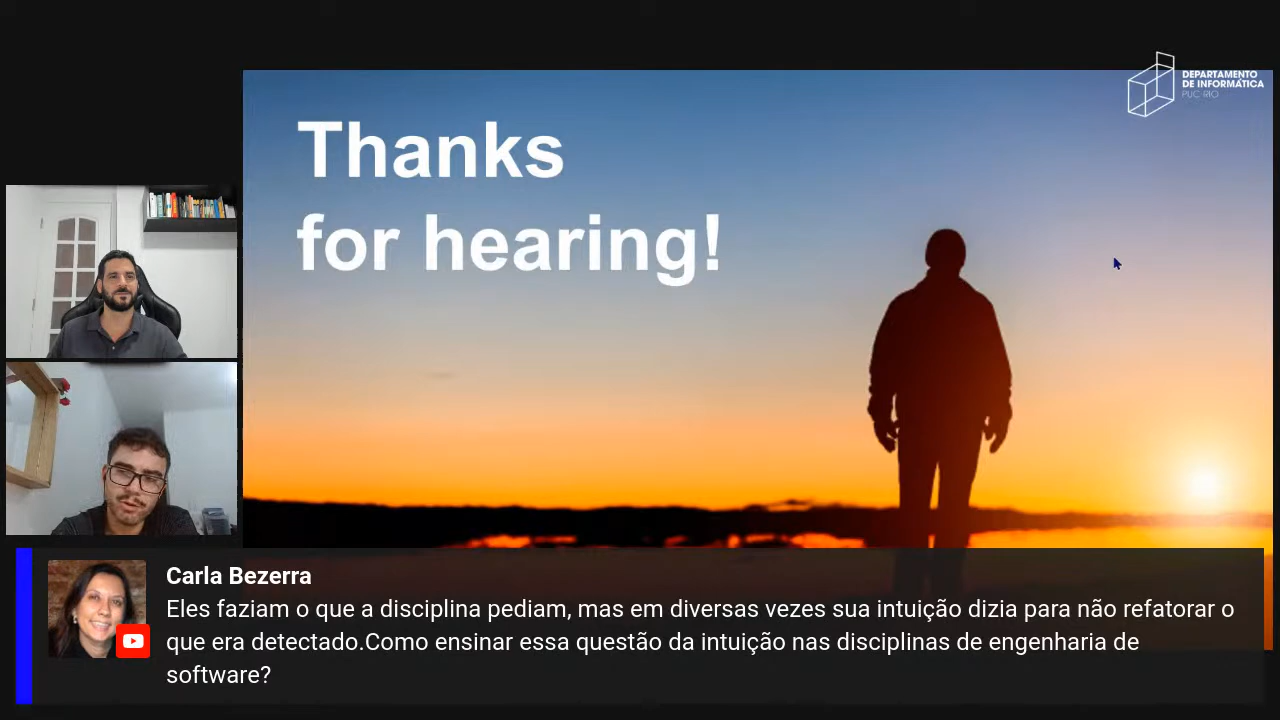 DEPARTAMENTO
DE INFORMÁTICA
PUC-RIO
Thanks
for hearing!
Carla Bezerra
Eles faziam o que a disciplina pediam, mas em diversas vezes sua intuição dizia para não refatorar o
que era detectado.Como ensinar essa questão da intuição nas disciplinas de engenharia de
software?